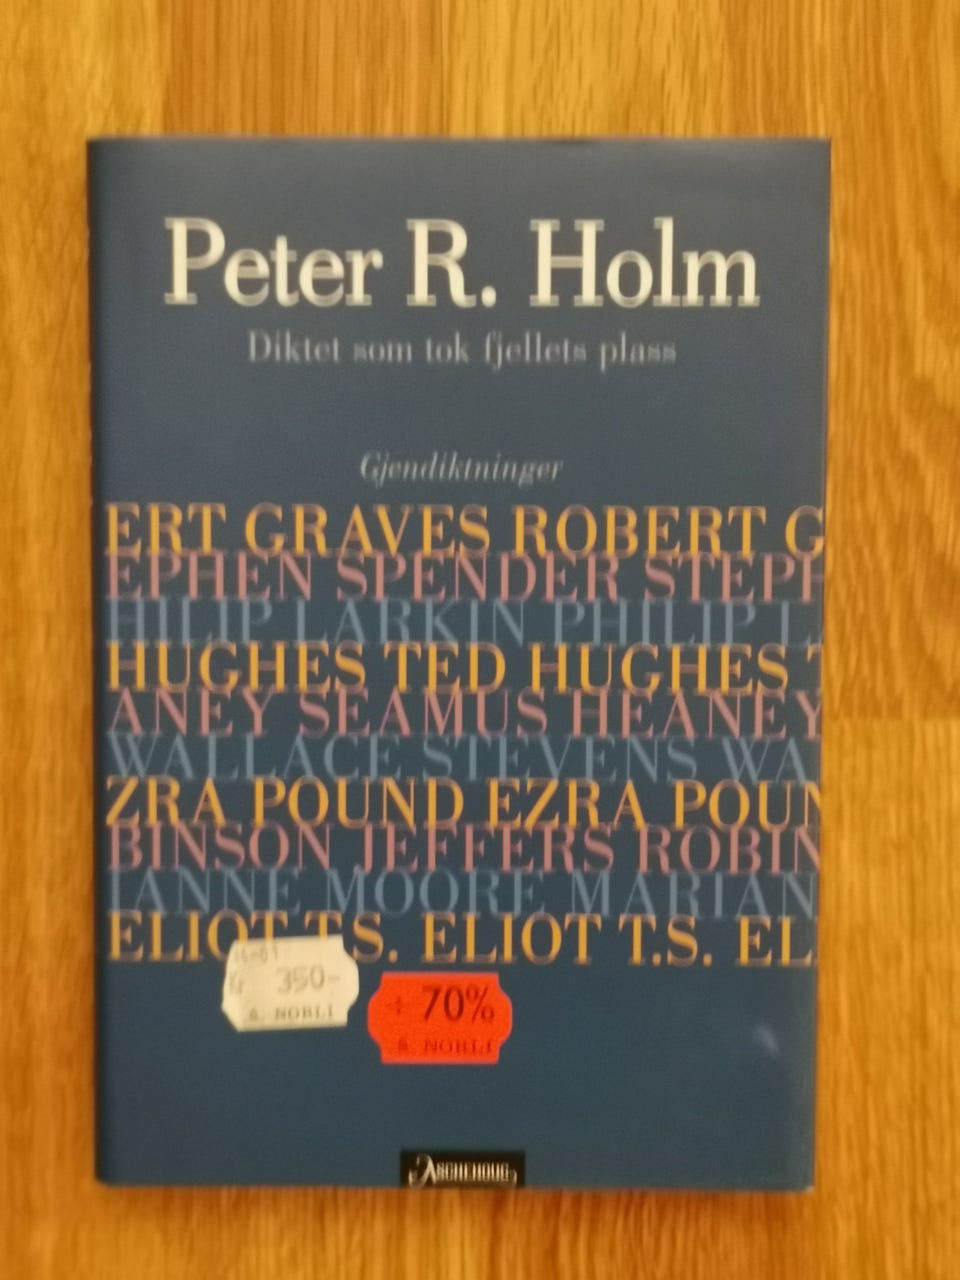 Peter R. Holm
Diktet som tok fjellets plass
Gjendiktninger
ERT GRAVES ROBERT G
EPHEN SPENDER STEPH
HILIP LARKIN PHILIP L
HUGHES TED HUGHES T
ANEY SEAMUS HEANEY
WALLACE STEVENS WA
ZRA POUND EZRA POUN
BINSON JEFFERS ROBIN
IANNE MOORE MARIAN
ELIOT T.S. ELIOT T.S. EL
Kr 350-
NORLI
÷ 70%
NORLI
ASCHEHOUG